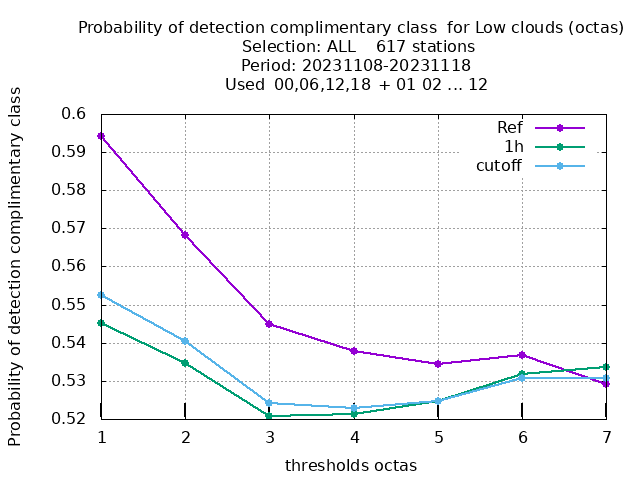 Probability of detection complimentary class  for Low clouds (octas)
Selection: ALL    617 stations
Period: 20231108-20231118
Used  00,06,12,18  + 01 02 ... 12
Probability of detection complimentary class
0.6
0.59
0.58
0.57
0.56
0.55
0.54
0.53
0.52
Ref
1h
cutoff
1 2 3 4 5 6 7
thresholds octas